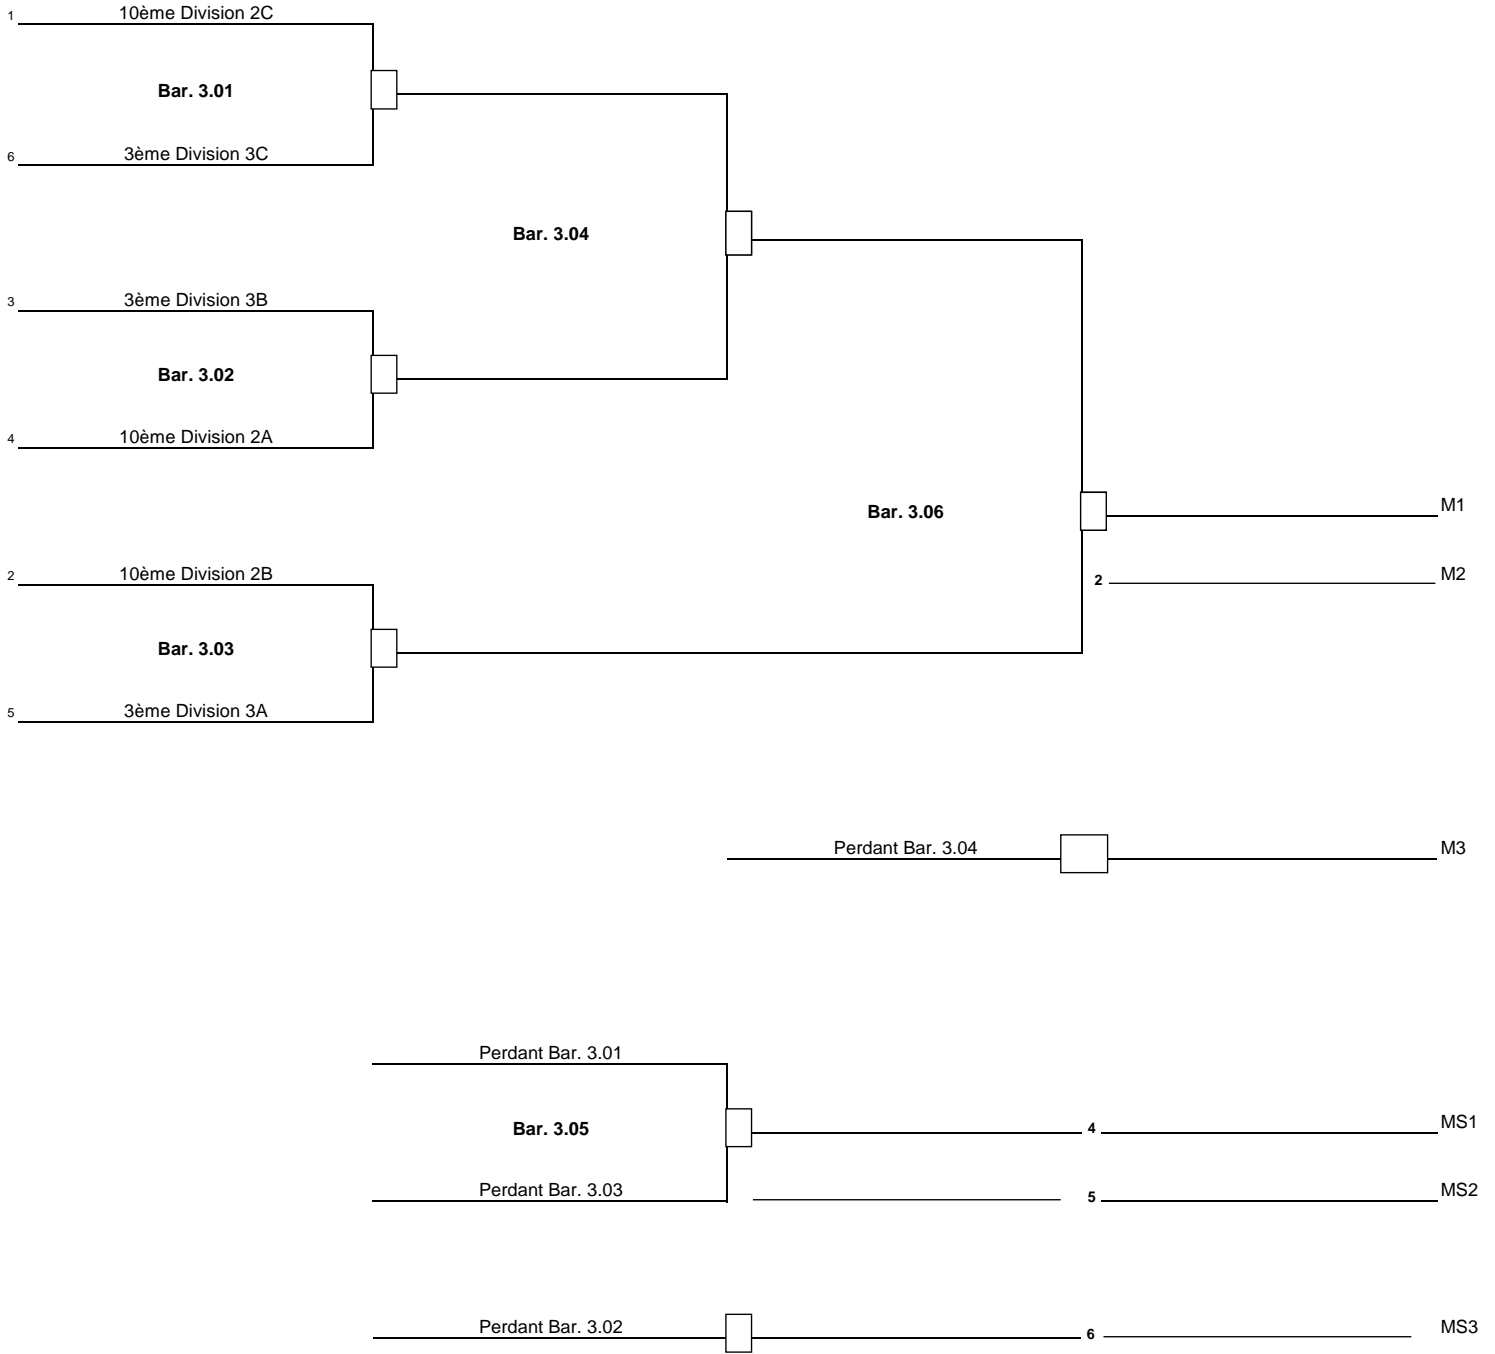 1 10ème Division 2C
Bar. 3.01
6 3ème Division 3C
Bar. 3.04
3 3ème Division 3B
Bar. 3.02
4 10ème Division 2A
Bar. 3.06
M1
2 10ème Division 2B
2 M2
Bar. 3.03
5 3ème Division 3A
Perdant Bar. 3.04 M3
Perdant Bar. 3.01
Bar. 3.05 4 MS1
Perdant Bar. 3.03 5 MS2
Perdant Bar. 3.02 6 MS3